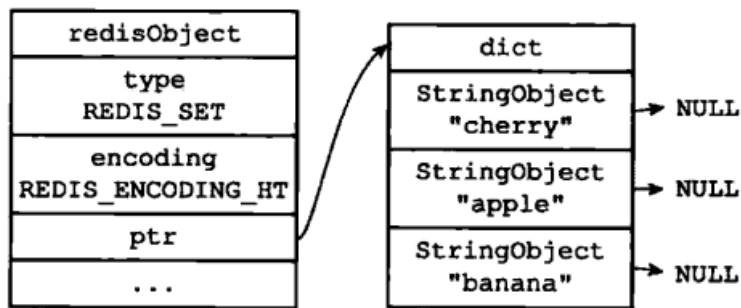 redisObject
type
REDIS_SET
encoding
REDIS_ENCODING_HT
ptr
...
dict
StringObject
"cherry"
NULL
StringObject
"apple"
NULL
StringObject
"banana"
NULL